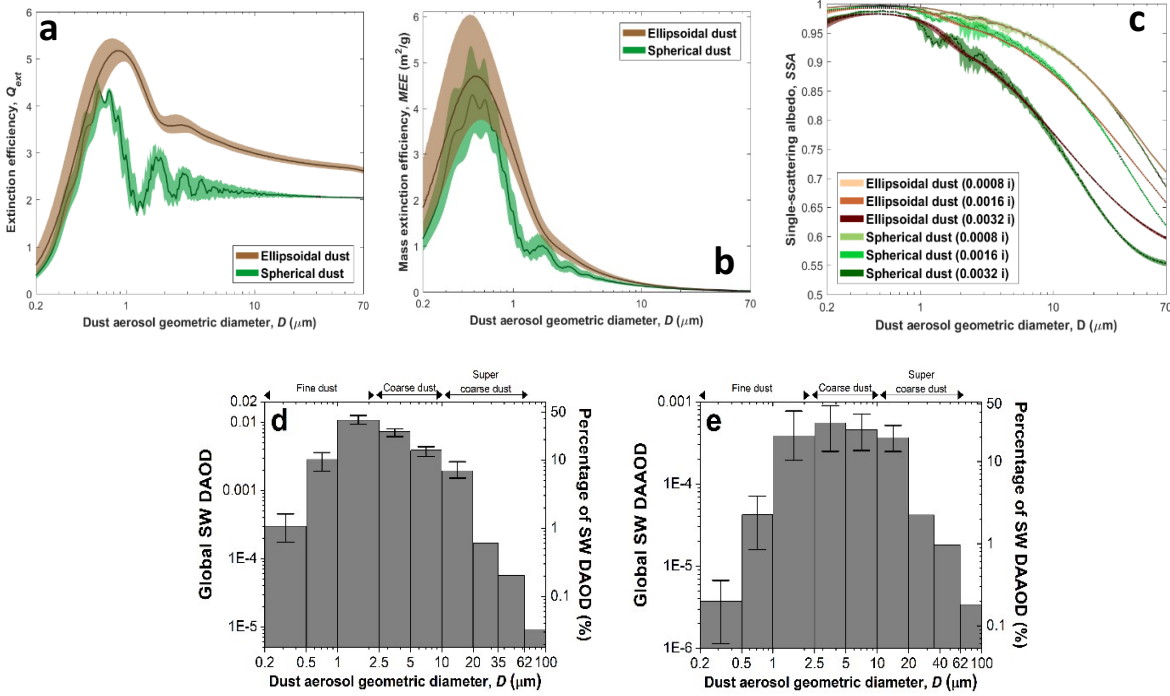 a
Extinction efficiency, Qext
6
5
4
3
2
1
0
0.2
1
10
70
Dust aerosol geometric diameter, D (μm)
Ellipsoidal dust
Spherical dust
b
Mass extinction efficiency, MEE (m²/g)
6
5
4
3
2
1
0
0.2
1
10
70
Dust aerosol geometric diameter, D (μm)
Ellipsoidal dust
Spherical dust
c
Single-scattering albedo, SSA
1
0.95
0.9
0.85
0.8
0.75
0.7
0.65
0.6
0.55
0.5
0.2
1
10
70
Dust aerosol geometric diameter, D (μm)
Ellipsoidal dust (0.0008 i)
Ellipsoidal dust (0.0016 i)
Ellipsoidal dust (0.0032 i)
Spherical dust (0.0008 i)
Spherical dust (0.0016 i)
Spherical dust (0.0032 i)
Fine dust
Coarse dust
Super
coarse dust
d
Global SW DAOD
0.02
0.01
0.001
1E-4
1E-5
Percentage of SW DAOD (%)
50
10
1
0.1
0.2
0.5
1
2.5
5
10
20
35
62
100
Dust aerosol geometric diameter, D (μm)
Fine dust
Coarse dust
Super
coarse dust
e
Global SW DAAOD
0.001
1E-4
1E-5
1E-6
Percentage of SW DAAOD (%)
50
10
1
0.1
0.2
0.5
1
2.5
5
10
20
40
62
100
Dust aerosol geometric diameter, D (μm)